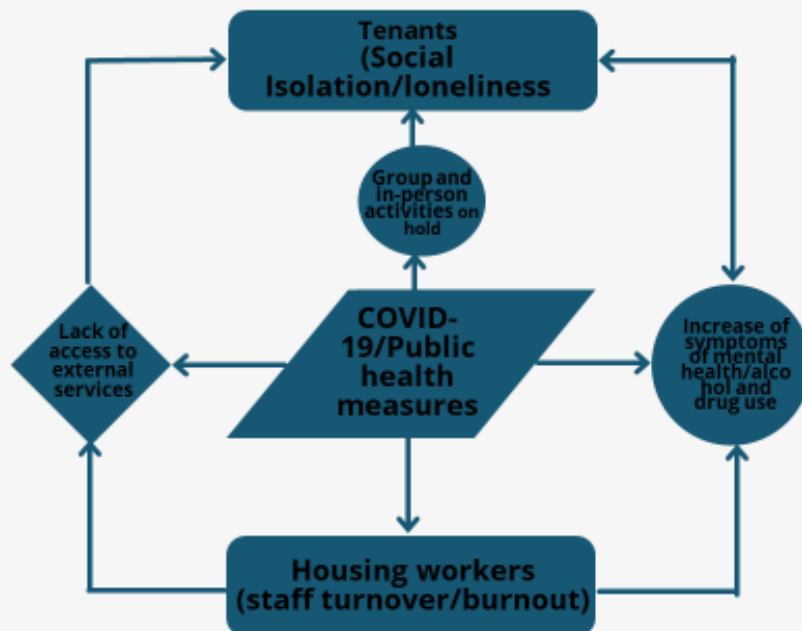 Tenants
(Social
Isolation/loneliness
Group and
in-person
activities on
hold
Lack of
access to
external
services
COVID-
19/Public
health
measures
Increase of
symptoms
of mental
health/alco
hol and
drug use
Housing workers
(staff turnover/burnout)